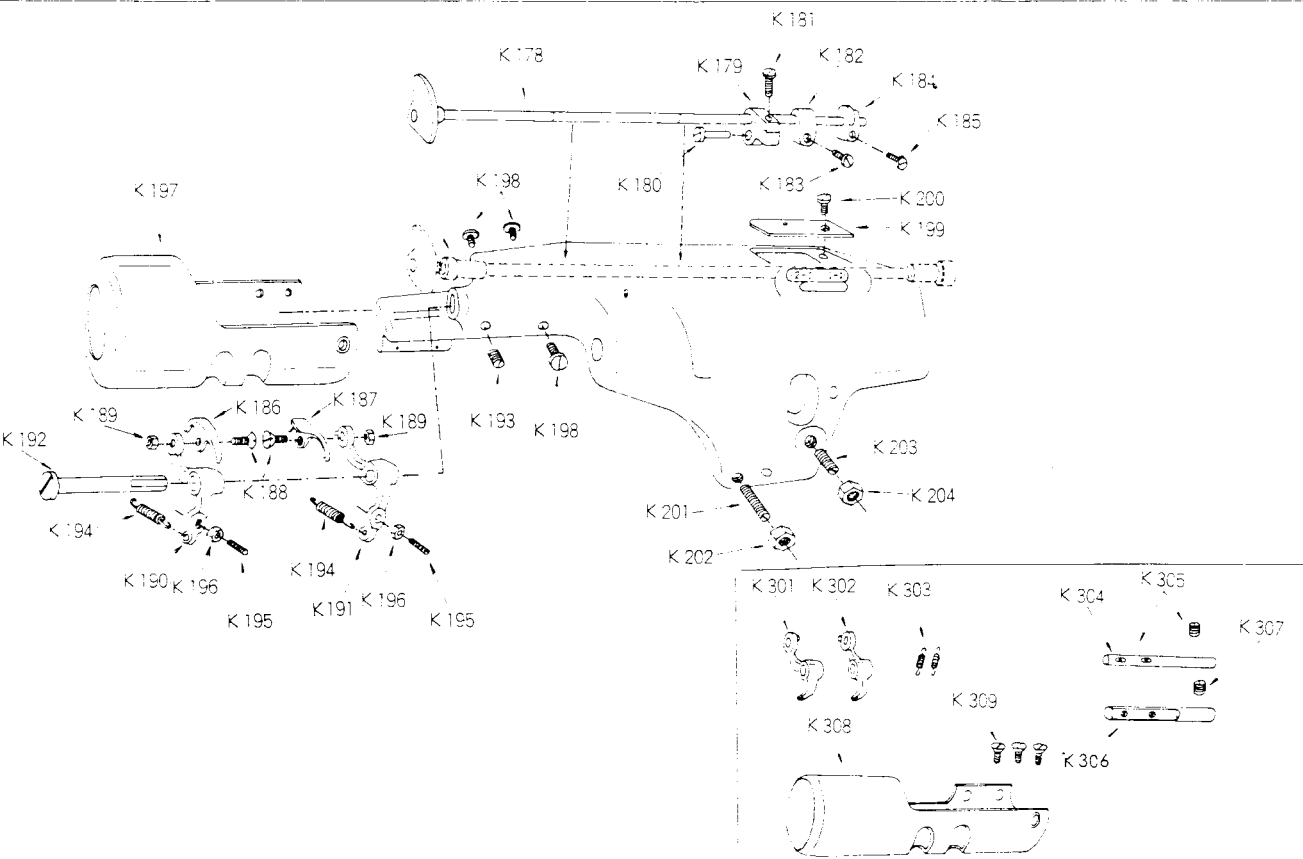 K 181
K 178
K 179
K 182
K 184
K 185
K 180
K 183
K 198
K 197
K 200
K 199
K 186
K 187
K 189
K 189
K 192
K 193
K 198
K 188
K 203
K 204
K 201
K 202
K 194
K 190
K 196
K 195
K 194
K 191
K 196
K 195
K 301
K 302
K 303
K 304
K 305
K 307
K 309
K 308
K 306